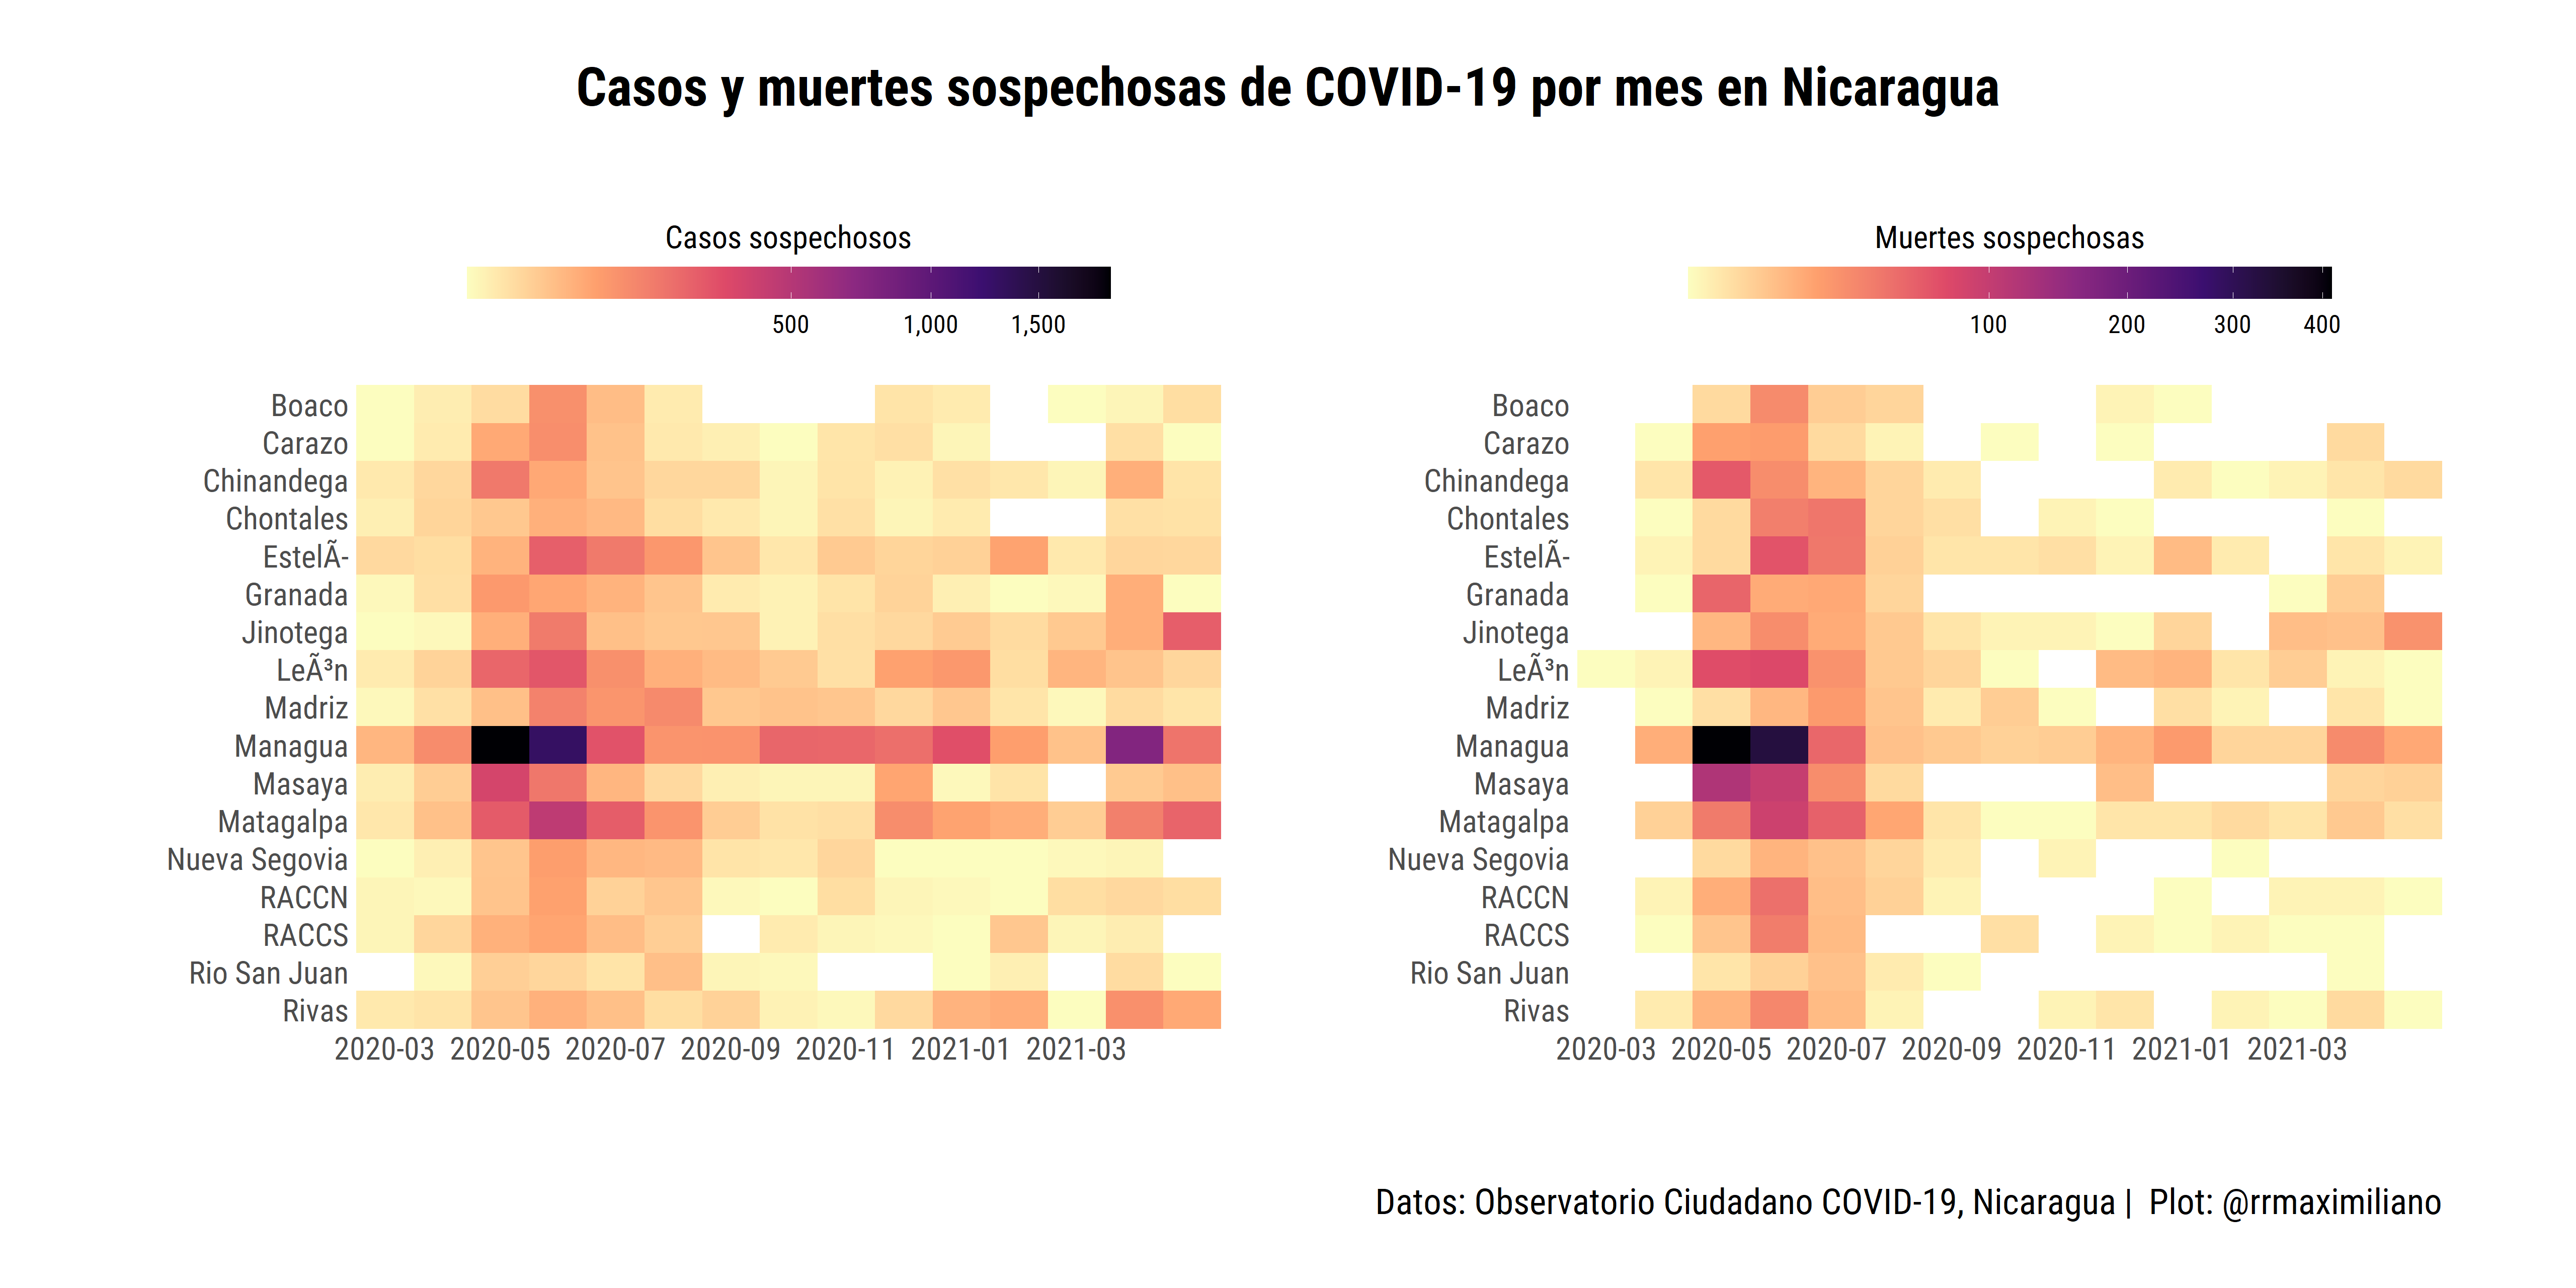 Casos y muertes sospechosas de COVID-19 por mes en Nicaragua
Casos sospechosos
500 1,000 1,500
Boaco
Carazo
Chinandega
Chontales
EstelÃ-
Granada
Jinotega
LeÃ³n
Madriz
Managua
Masaya
Matagalpa
Nueva Segovia
RACCN
RACCS
Rio San Juan
Rivas
2020-03 2020-05 2020-07 2020-09 2020-11 2021-01 2021-03
Muertes sospechosas
100 200 300 400
Boaco
Carazo
Chinandega
Chontales
EstelÃ-
Granada
Jinotega
LeÃ³n
Madriz
Managua
Masaya
Matagalpa
Nueva Segovia
RACCN
RACCS
Rio San Juan
Rivas
2020-03 2020-05 2020-07 2020-09 2020-11 2021-01 2021-03
Datos: Observatorio Ciudadano COVID-19, Nicaragua | Plot: @rrmaximiliano